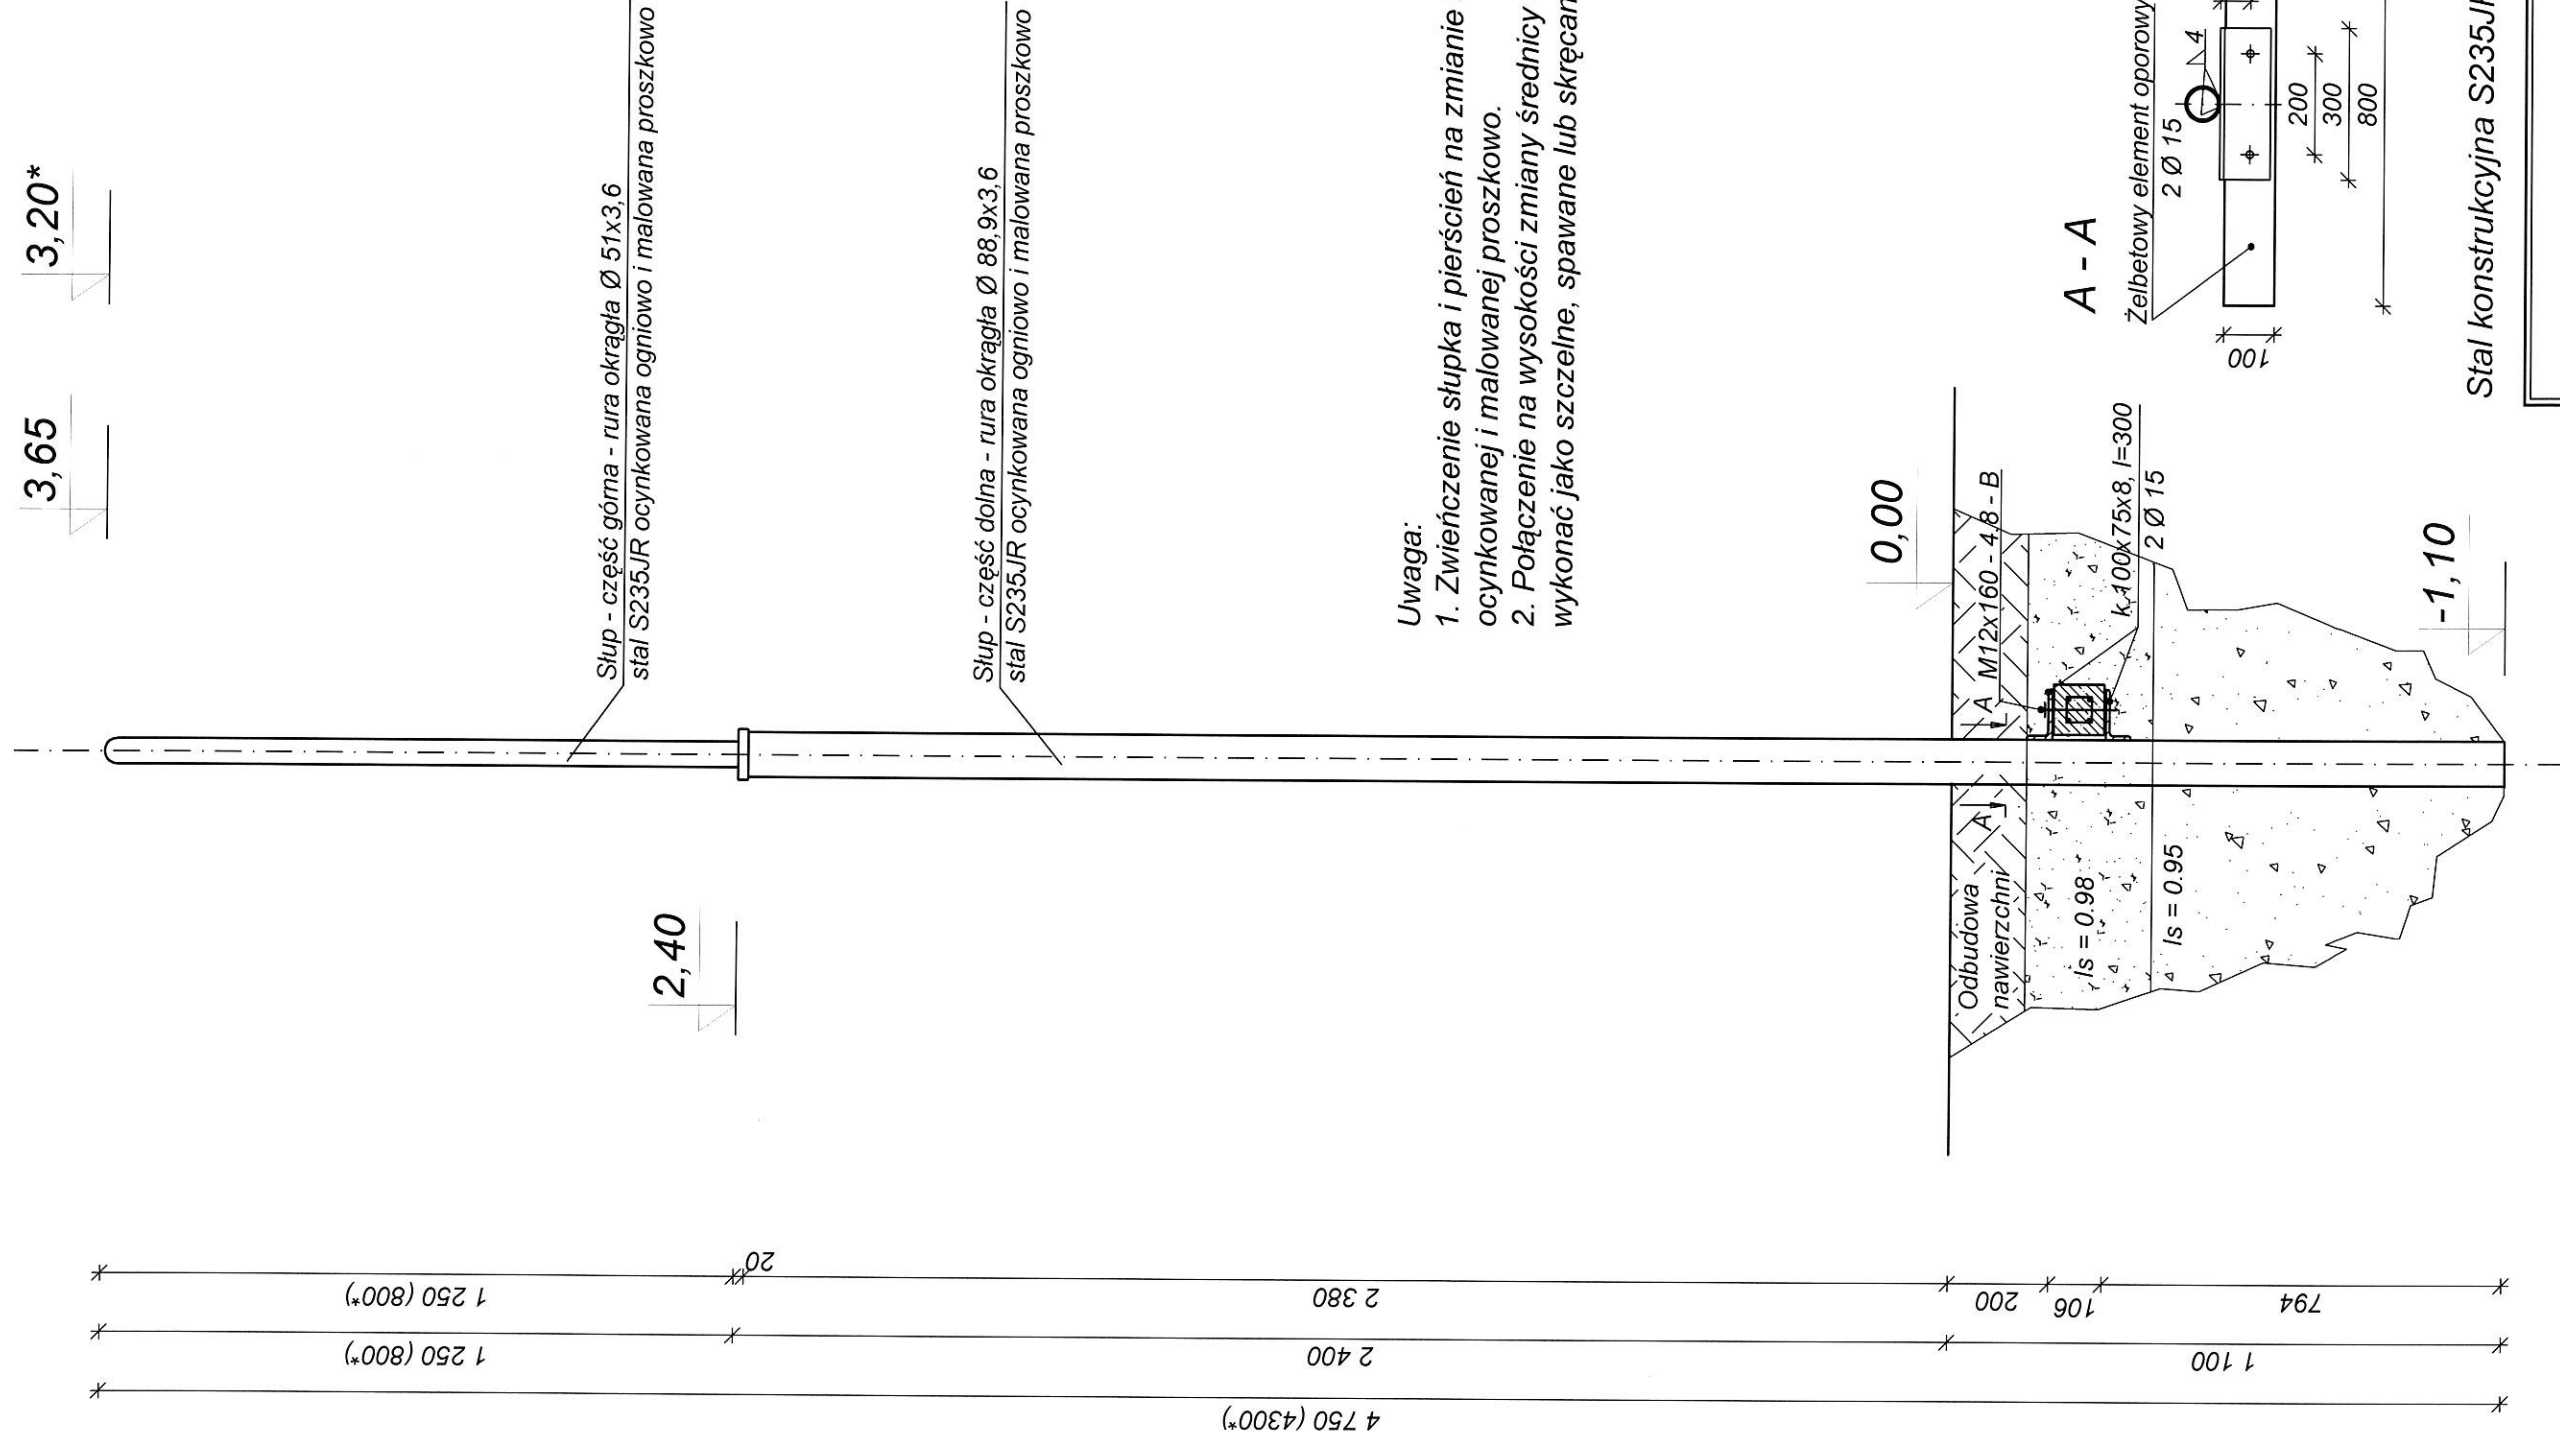 3,20*
3,65
Słup - część górna - rura okrągła Ø 51x3,6
stal S235JR ocynkowana ogniowo i malowana proszkowo
Słup - część dolna - rura okrągła Ø 88,9x3,6
stal S235JR ocynkowana ogniowo i malowana proszkowo
2,40
Uwaga:
1. Zwieńczenie słupka i pierścień na zmianie
ocynkowanej i malowanej proszkowo.
2. Połączenie na wysokości zmiany średnicy
wykonać jako szczelne, spawane lub skręcan
0,00
A
M12x160 - 4.8 - B
k.100x75x8, l=300
2 Ø 15
A
Odbudowa
nawierzchni
Is = 0.98
Is = 0.95
-1,10
A - A
Żelbetowy element oporowy
2 Ø 15
4
200
300
800
100
Stal konstrukcyjna S235JR
1 250 (800*)
20
2 380
200
106
794
1 250 (800*)
2 400
1 100
4 750 (4300*)